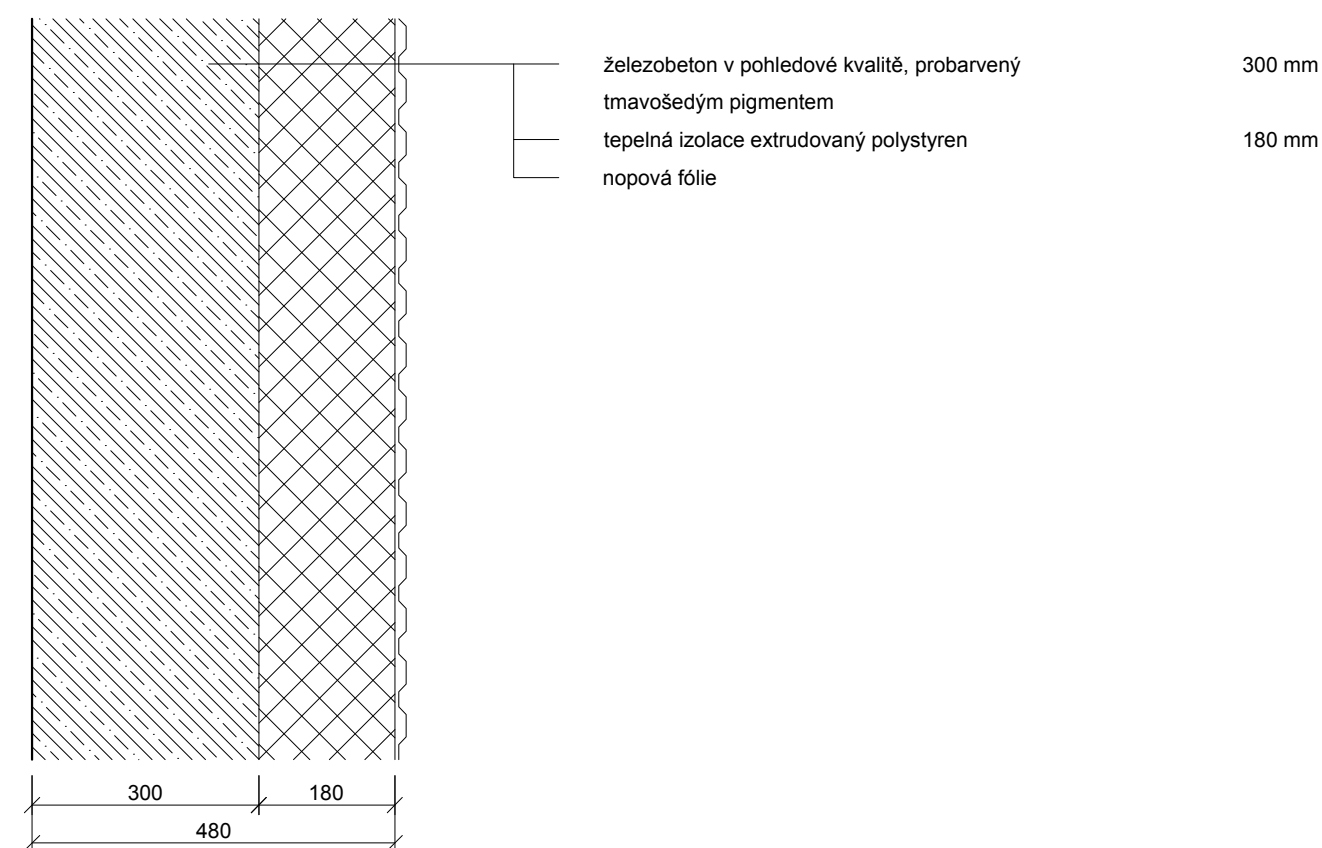 železobeton v pohledové kvalitě, probarvený 300 mm
tmavošedým pigmentem
tepelná izolace extrudovaný polystyren 180 mm
nopová fólie
300 180
480